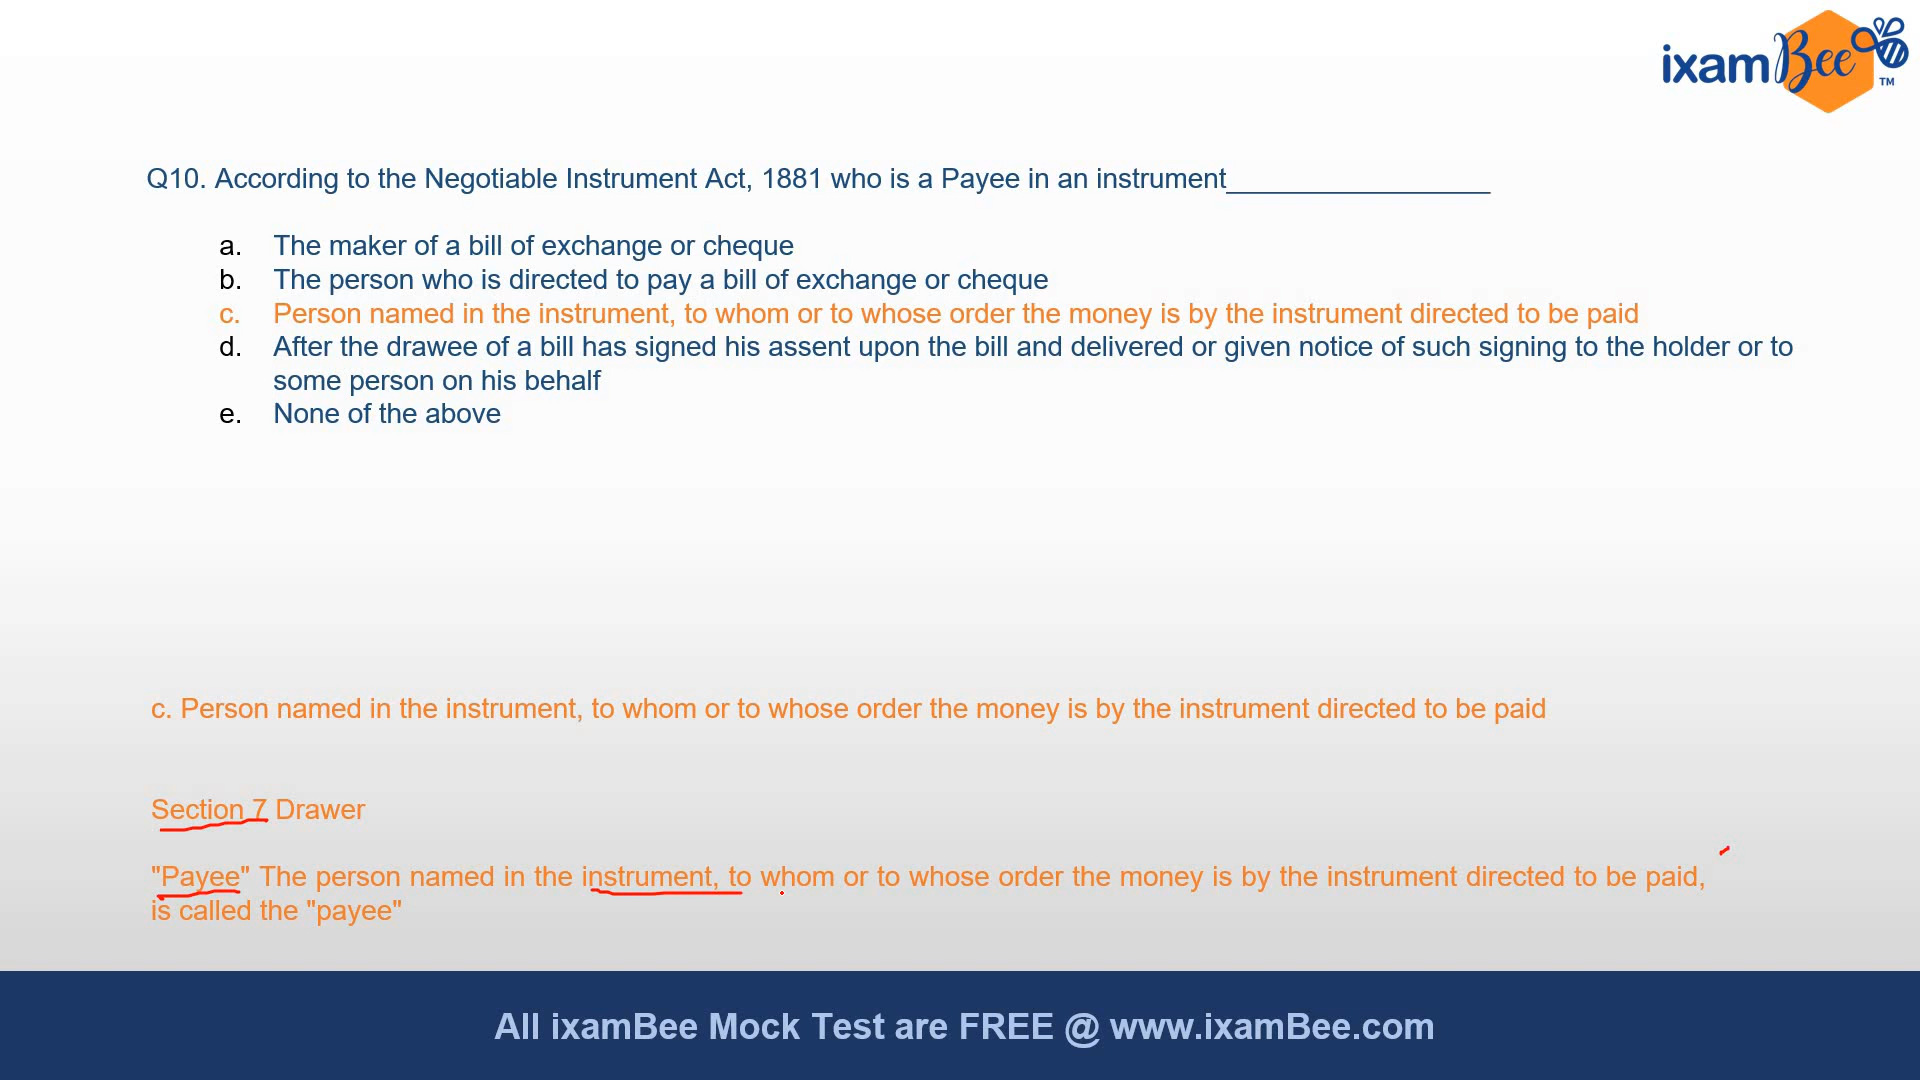 ixamBee TM
Q10. According to the Negotiable Instrument Act, 1881 who is a Payee in an instrument_________________
a. The maker of a bill of exchange or cheque
b. The person who is directed to pay a bill of exchange or cheque
c. Person named in the instrument, to whom or to whose order the money is by the instrument directed to be paid
d. After the drawee of a bill has signed his assent upon the bill and delivered or given notice of such signing to the holder or to
some person on his behalf
e. None of the above
c. Person named in the instrument, to whom or to whose order the money is by the instrument directed to be paid
Section 7 Drawer
"Payee" The person named in the instrument, to whom or to whose order the money is by the instrument directed to be paid,
is called the "payee"
All ixamBee Mock Test are FREE @ www.ixamBee.com